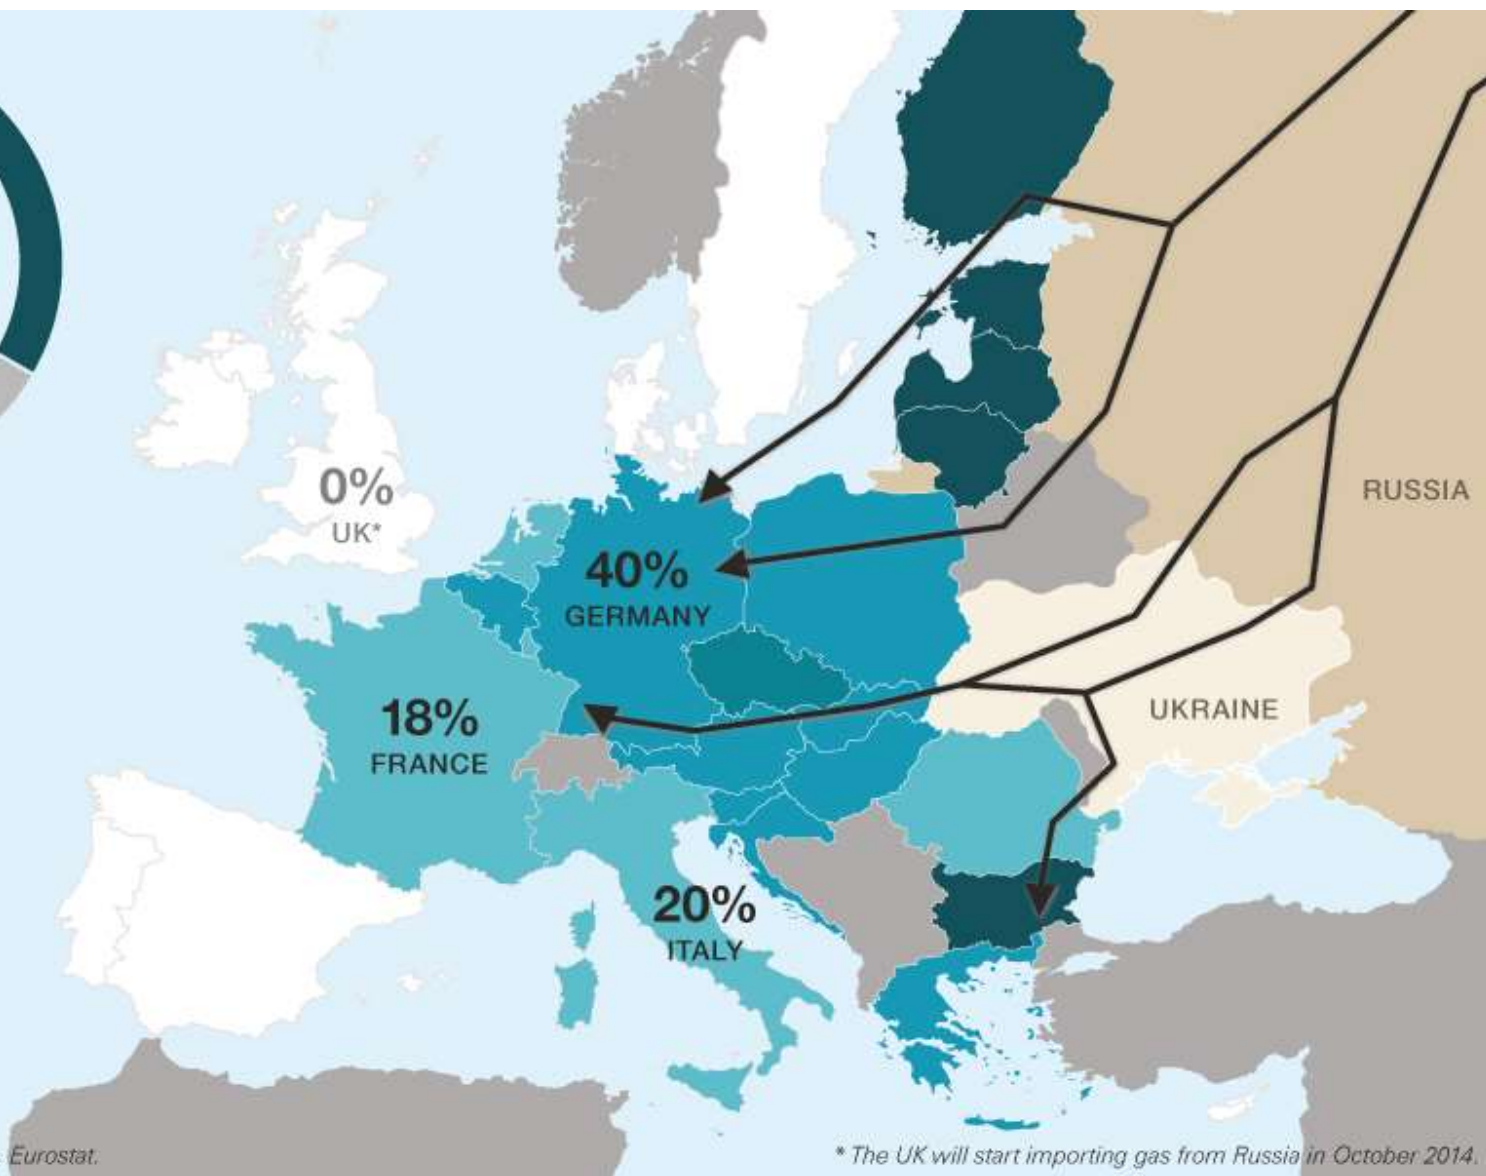 RUSSIA
0%
UK*
40%
GERMANY
18%
FRANCE
UKRAINE
20%
ITALY
Eurostat.
* The UK will start importing gas from Russia in October 2014.